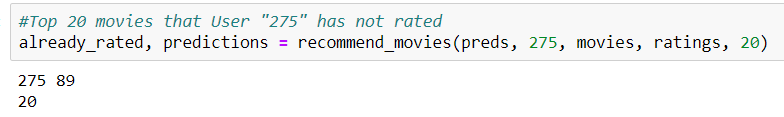 #Top 20 movies that User "275" has not rated
already_rated, predictions = recommend_movies(preds, 275, movies, ratings, 20)
275 89
20